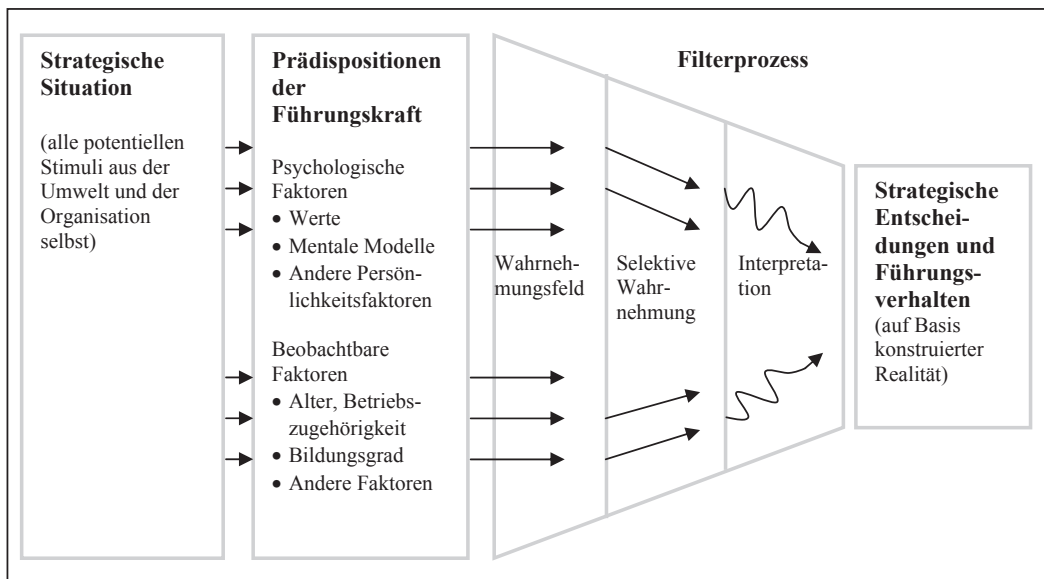 Strategische
Situation
(alle potentiellen
Stimuli aus der
Umwelt und der
Organisation
selbst)
Prädispositionen
der
Führungskraft
Psychologische
Faktoren
• Werte
• Mentale Modelle
• Andere Persön-
lichkeitsfaktoren
Beobachtbare
Faktoren
• Alter, Betriebs-
zugehörigkeit
• Bildungsgrad
• Andere Faktoren
Filterprozess
Wahrneh-
mungsfeld
Selektive
Wahr-
nehmung
Interpreta-
tion
Strategische
Entschei-
dungen und
Führungs-
verhalten
(auf Basis
konstruierter
Realität)